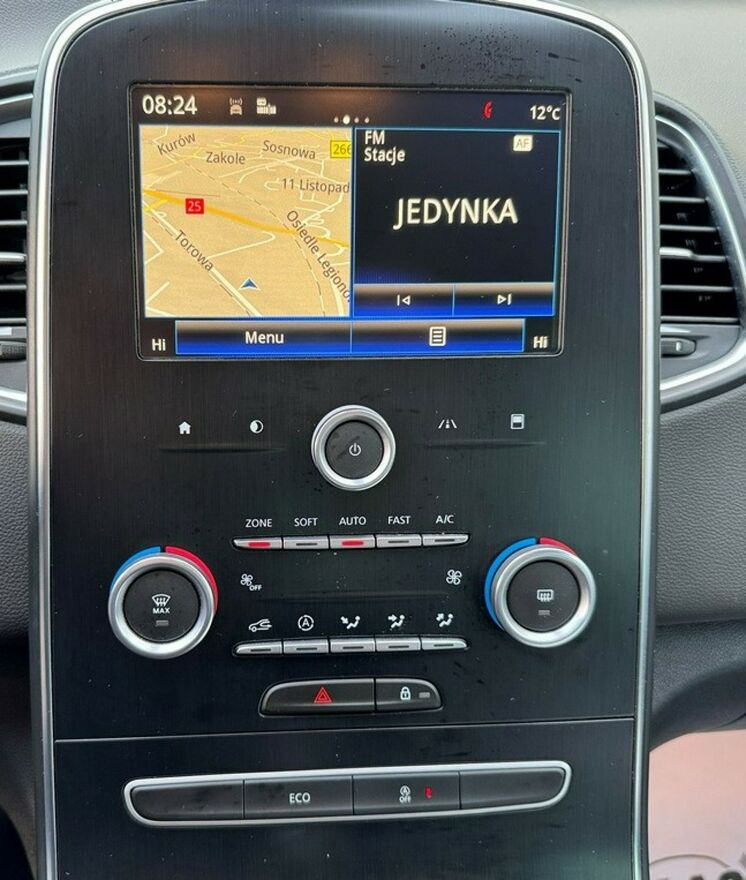 08:24
12°C
Kurów
Zakole
Sosnowa
266
11 Listopad
25
Torowa
Osiedle Legionó
FM
Stacje
AF
JEDYNKA
Hi
Menu
Hi
ZONE SOFT AUTO FAST A/C
OFF
MAX
A
ECO
A
OFF